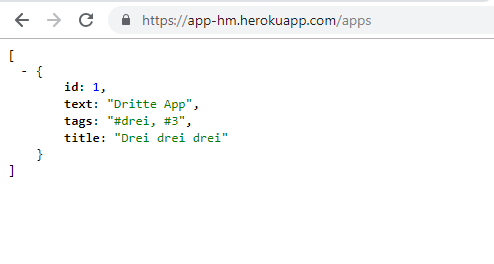 https://app-hm.herokuapp.com/apps
[
- {
id: 1,
text: "Dritte App",
tags: "#drei, #3",
title: "Drei drei drei"
}
]